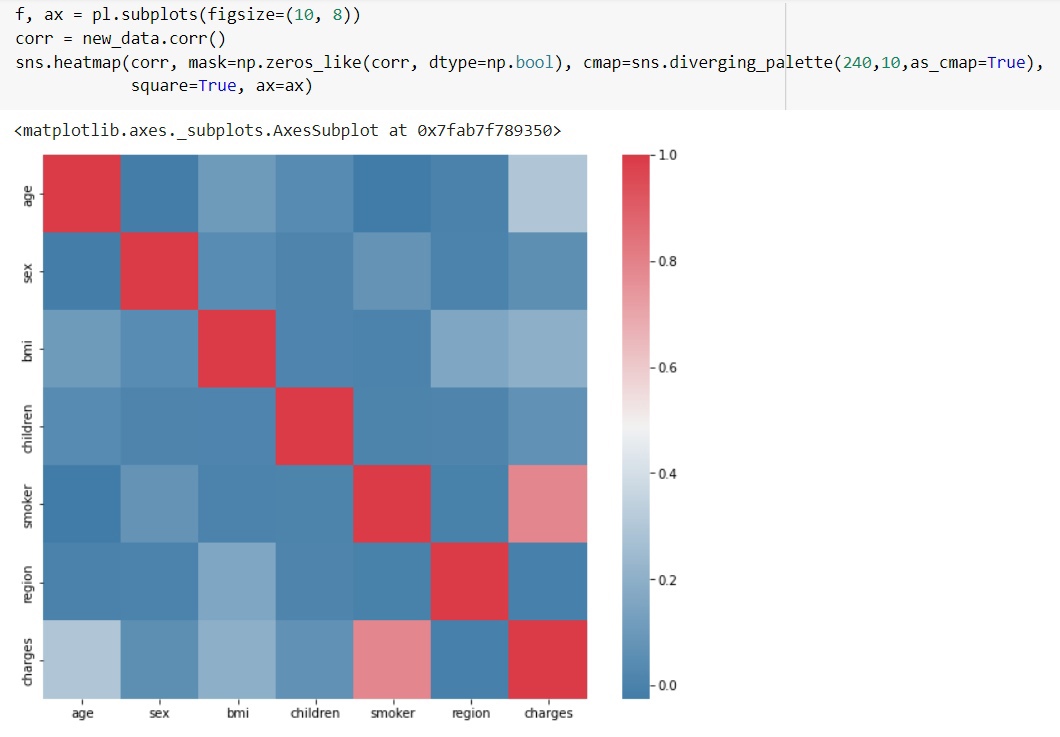 f, ax = pl.subplots(figsize=(10, 8))
corr = new_data.corr()
sns.heatmap(corr, mask=np.zeros_like(corr, dtype=np.bool), cmap=sns.diverging_palette(240,10,as_cmap=True),
square=True, ax=ax)
<matplotlib.axes._subplots.AxesSubplot at 0x7fab7f789350>
age
sex
bmi
children
smoker
region
charges
age sex bmi children smoker region charges
1.0
0.8
0.6
0.4
0.2
0.0